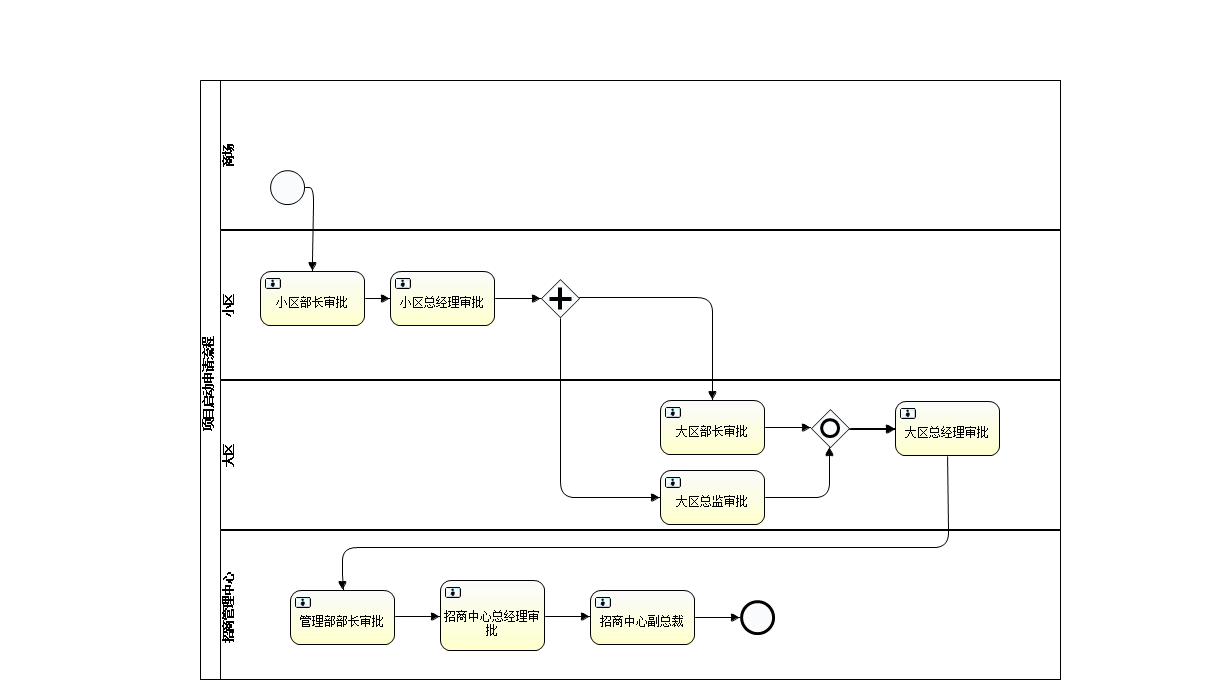 项目启动申请流程
商场
小区
小区部长审批
小区总经理审批
大区
大区部长审批
大区总经理审批
大区总监审批
招商管理中心
管理部部长审批
招商中心总经理审
批
招商中心副总裁